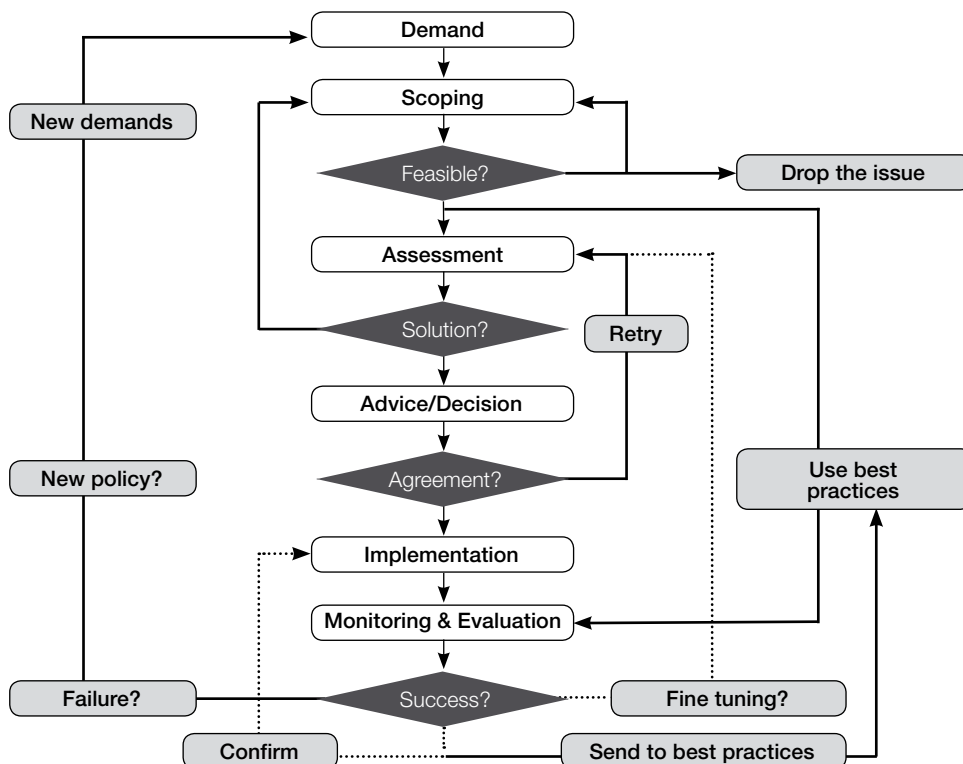 Demand
Scoping
New demands
Feasible?
Drop the issue
Assessment
Solution?
Retry
Advice/Decision
New policy?
Agreement?
Use best
practices
Implementation
Monitoring & Evaluation
Failure?
Success?
Fine tuning?
Confirm
Send to best practices